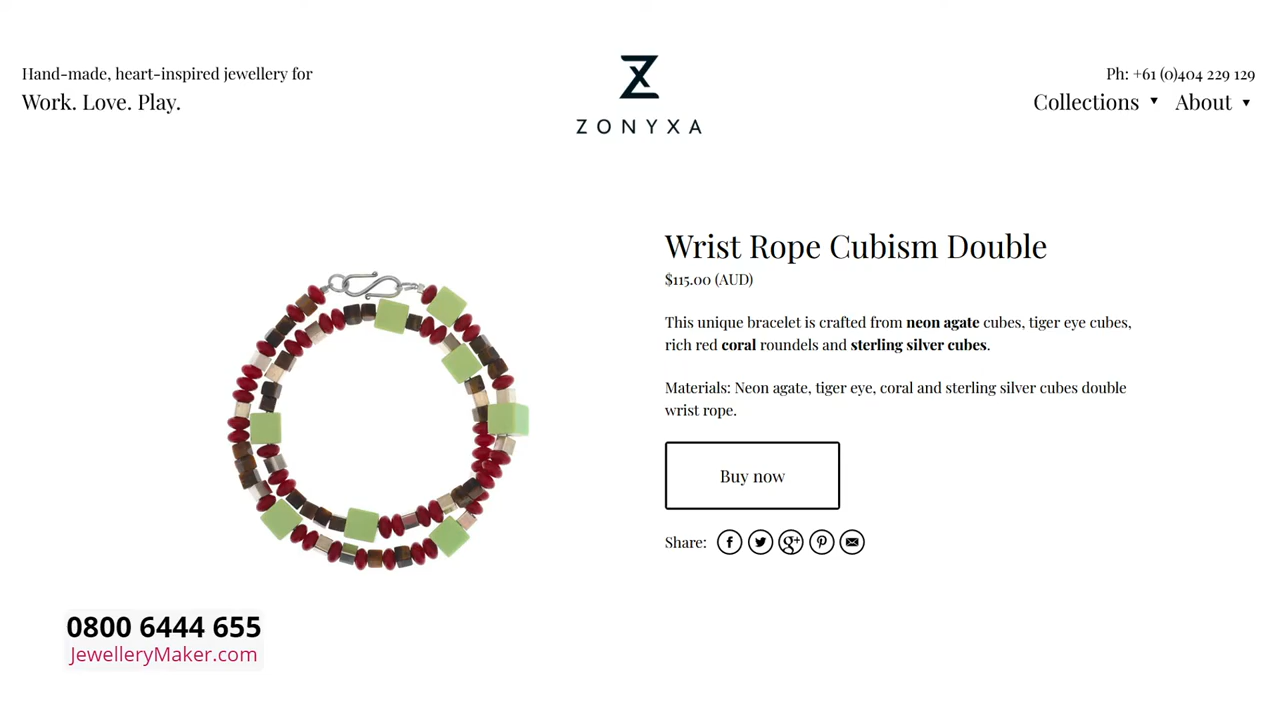 Hand-made, heart-inspired jewellery for
Work. Love. Play.
ZONYXA
Ph: +61 (0)404 229 129
Collections ▼ About ▼
Wrist Rope Cubism Double
$115.00 (AUD)
This unique bracelet is crafted from neon agate cubes, tiger eye cubes,
rich red coral roundels and sterling silver cubes.
Materials: Neon agate, tiger eye, coral and sterling silver cubes double
wrist rope.
Buy now
Share:
0800 6444 655
JewelleryMaker.com